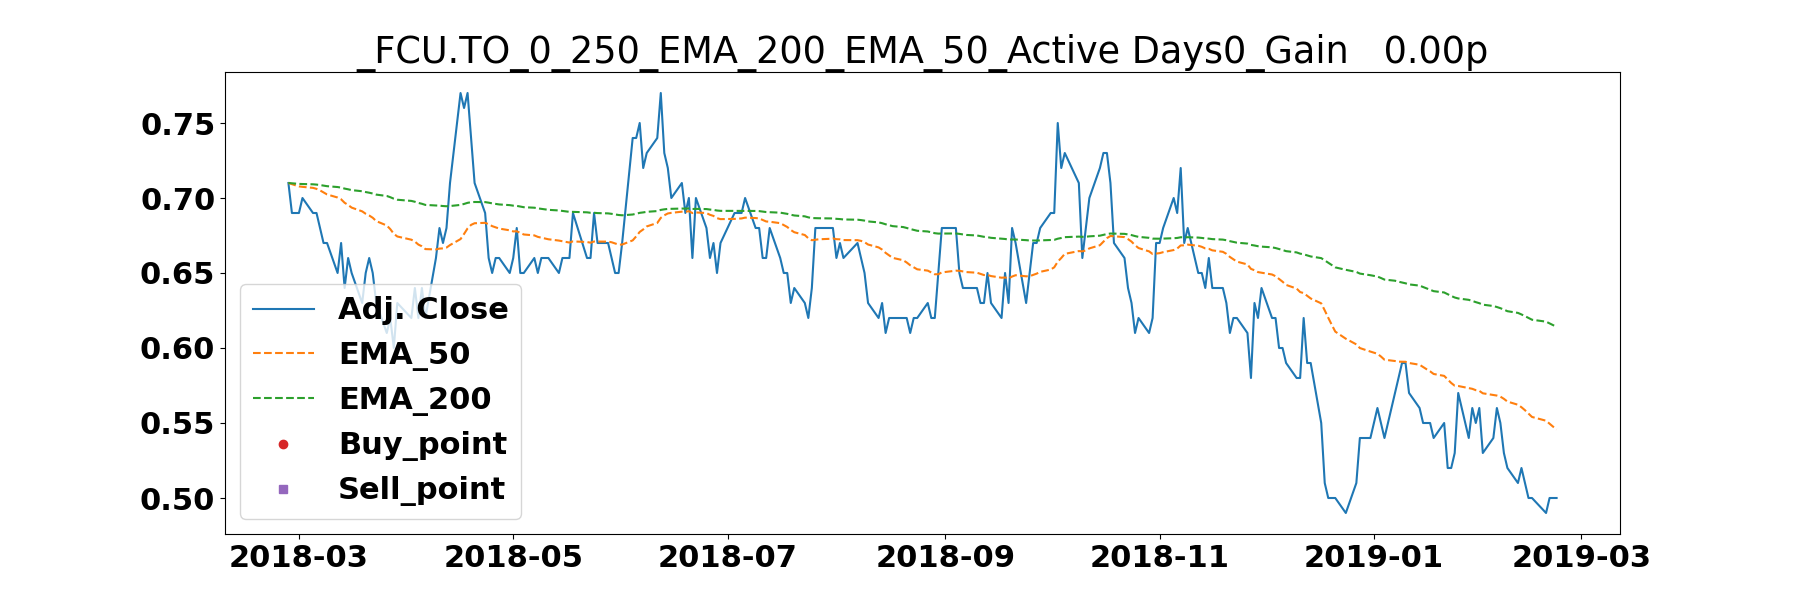 _FCU.TO_0_250_EMA_200_EMA_50_Active Days0_Gain   0.00p
0.75
0.70
0.65
0.60
0.55
0.50
Adj. Close
EMA_50
EMA_200
Buy_point
Sell_point
2018-03 2018-05 2018-07 2018-09 2018-11 2019-01 2019-03